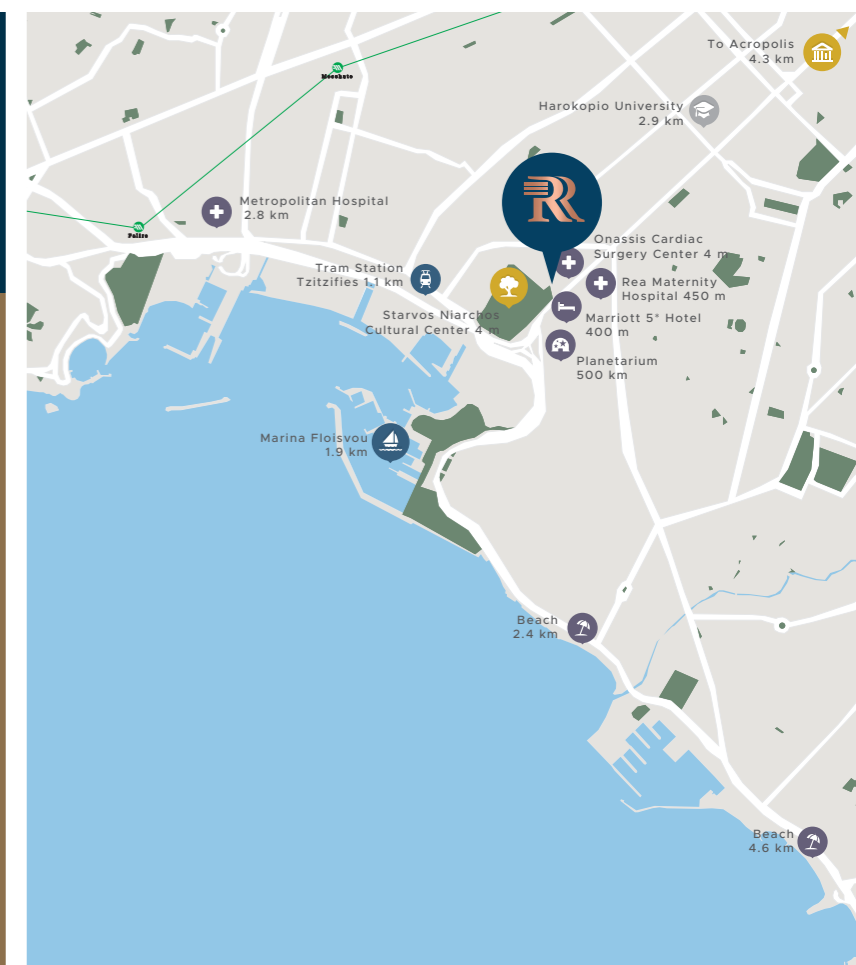 To Acropolis
4.3 km
Moschato
Harokopio University
2.9 km
R
Metropolitan Hospital
2.8 km
Faliro
Onassis Cardiac
Surgery Center 4 m
Tram Station
Tzitzifies 1.1 km
Rea Maternity
Hospital 450 m
Starvos Niarchos
Cultural Center 4 m
Marriott 5* Hotel
400 m
Planetarium
500 km
Marina Floisvou
1.9 km
Beach
2.4 km
Beach
4.6 km